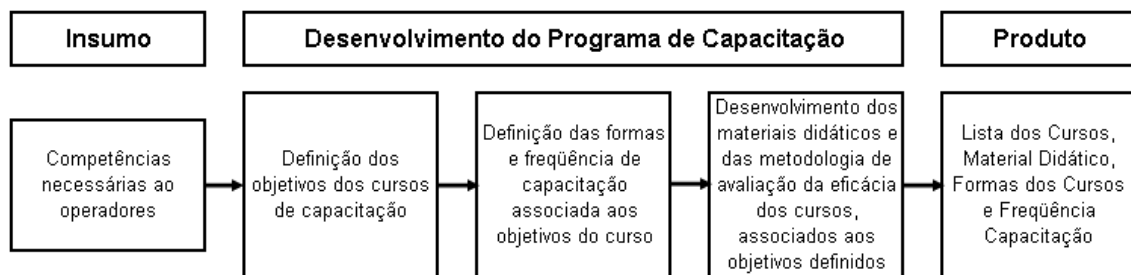 Insumo
Desenvolvimento do Programa de Capacitação
Produto
Competências
necessárias ao
operadores
Definição dos
objetivos dos cursos
de capacitação
Definição das formas
e freqüência de
capacitação
associada aos
objetivos do curso
Desenvolvimento dos
materiais didáticos e
das metodologia de
avaliação da eficácia
dos cursos,
associados aos
objetivos definidos
Lista dos Cursos,
Material Didático,
Formas dos Cursos
e Freqüência
Capacitação